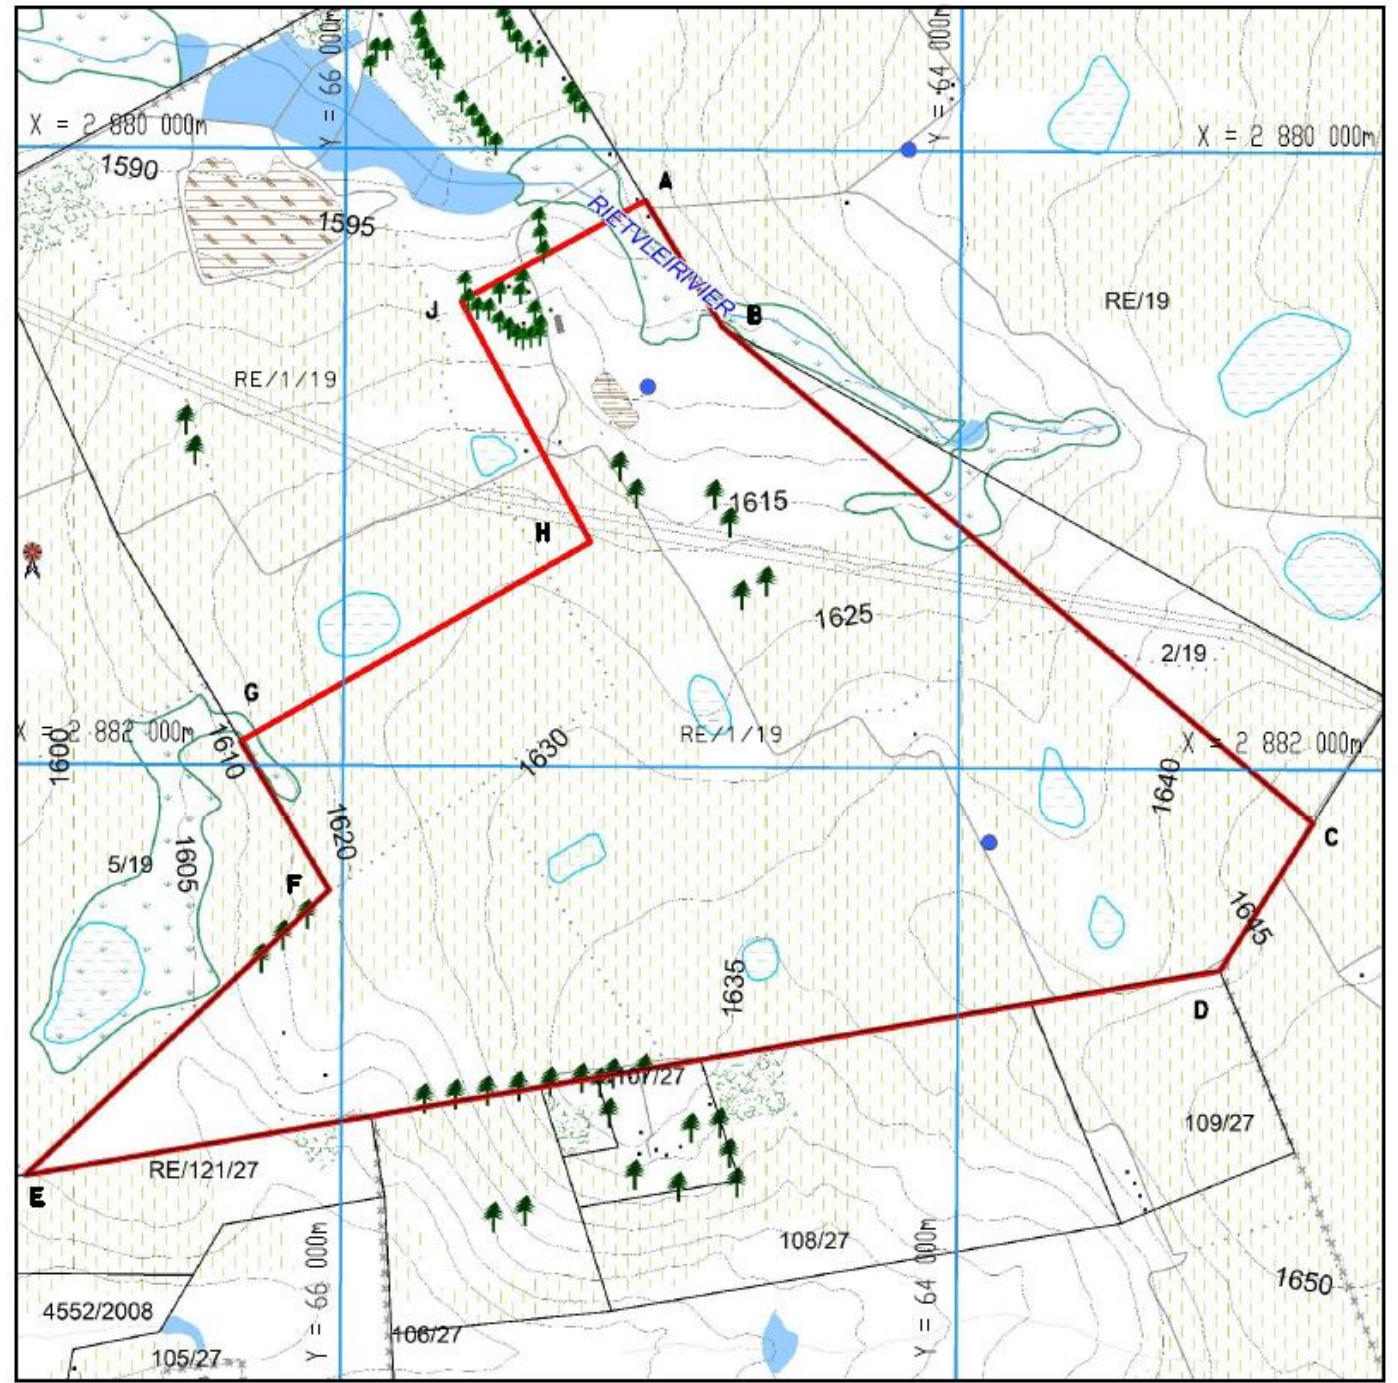 Y = 66 000m
Y = 64 000m
X = 2 880 000m
X = 2 880 000m
1590
A
1595
RIETVLEIRIVIER
RE/19
J
B
RE/1/19
1615
H
1625
2/19
G
X = 2 882 000m
1600
1610
1630
RE/1/19
X = 2 882 000m
1640
1620
C
5/19
1605
F
1645
1635
D
107/27
109/27
RE/121/27
E
Y = 66 000m
Y = 64 000m
108/27
1650
4552/2008
106/27
105/27